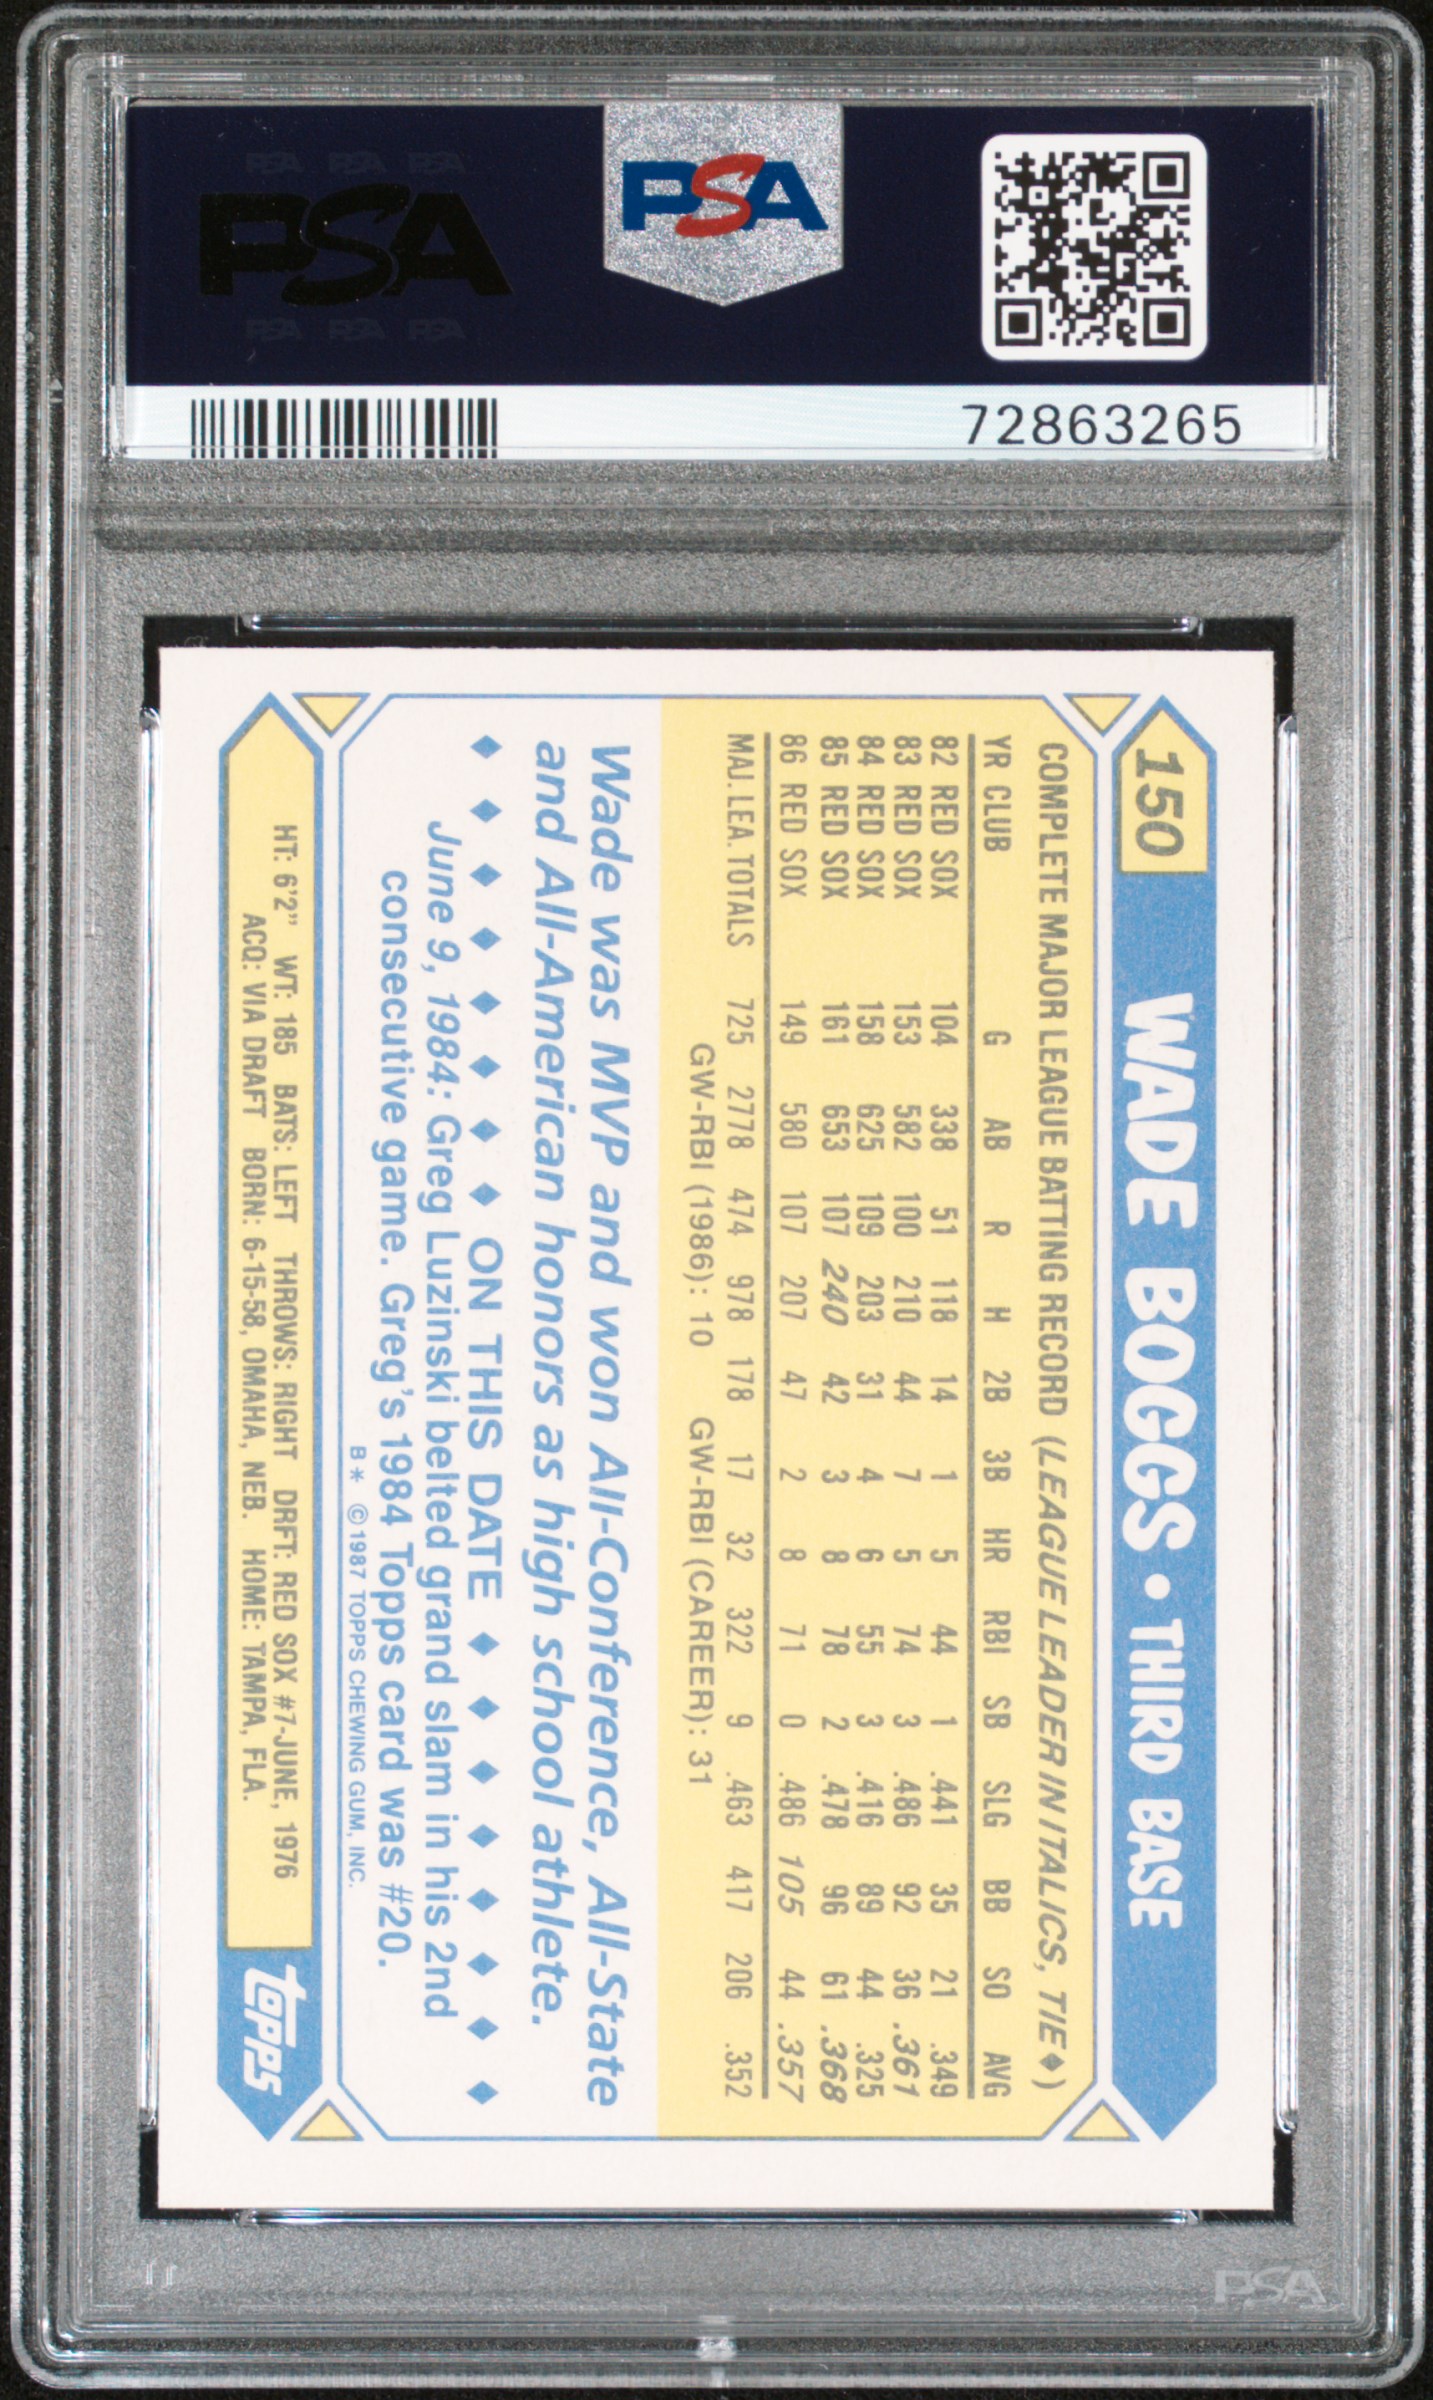 PSA PSA PSA
PSA
PSA PSA PSA
PSA
72863265
150
WADE BOGGS • THIRD BASE
COMPLETE MAJOR LEAGUE BATTING RECORD (LEAGUE LEADER IN ITALICS, TIE♦)
YR CLUB G AB R H 2B 3B HR RBI SB SLG BB SO AVG
82 RED SOX 104 338 51 118 14 1 5 44 1 .441 35 21 .349
83 RED SOX 153 582 100 210 44 7 5 74 3 .486 92 36 .361
84 RED SOX 158 625 109 203 31 4 6 55 3 .416 89 44 .325
85 RED SOX 161 653 107 240 42 3 8 78 2 .478 96 61 .368
86 RED SOX 149 580 107 207 47 2 8 71 0 .486 105 44 .357
MAJ. LEA. TOTALS 725 2778 474 978 178 17 32 322 9 .463 417 206 .352
GW-RBI (1986): 10 GW-RBI (CAREER): 31
Wade was MVP and won All-Conference, All-State
and All-American honors as high school athlete.
♦ ♦ ♦ ♦ ♦ ♦ ♦ ♦ ON THIS DATE ♦ ♦ ♦ ♦ ♦ ♦ ♦ ♦
June 9, 1984: Greg Luzinski belted grand slam in his 2nd
consecutive game. Greg's 1984 Topps card was #20.
B* ©1987 TOPPS CHEWING GUM, INC.
HT: 6'2" WT: 185 BATS: LEFT THROWS: RIGHT DRFT: RED SOX #7-JUNE, 1976
ACQ: VIA DRAFT BORN: 6-15-58, OMAHA, NEB. HOME: TAMPA, FLA.
topps
PSA